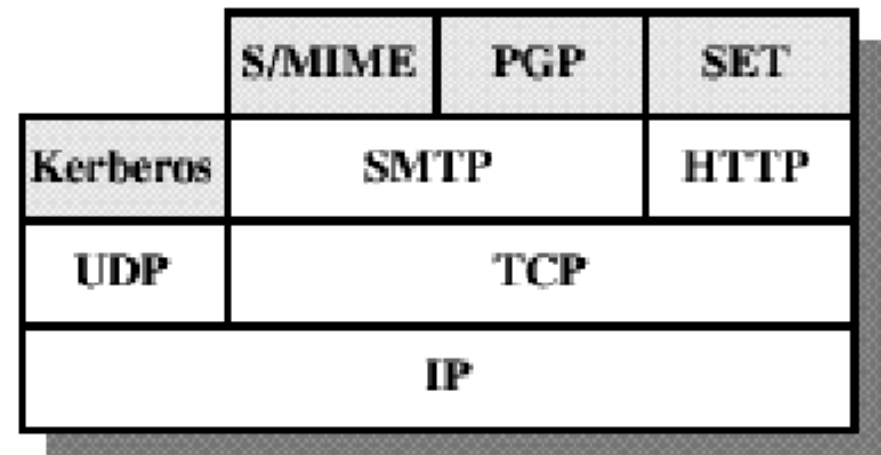 S/MIME PGP SET
Kerberos SMTP HTTP
UDP TCP
IP